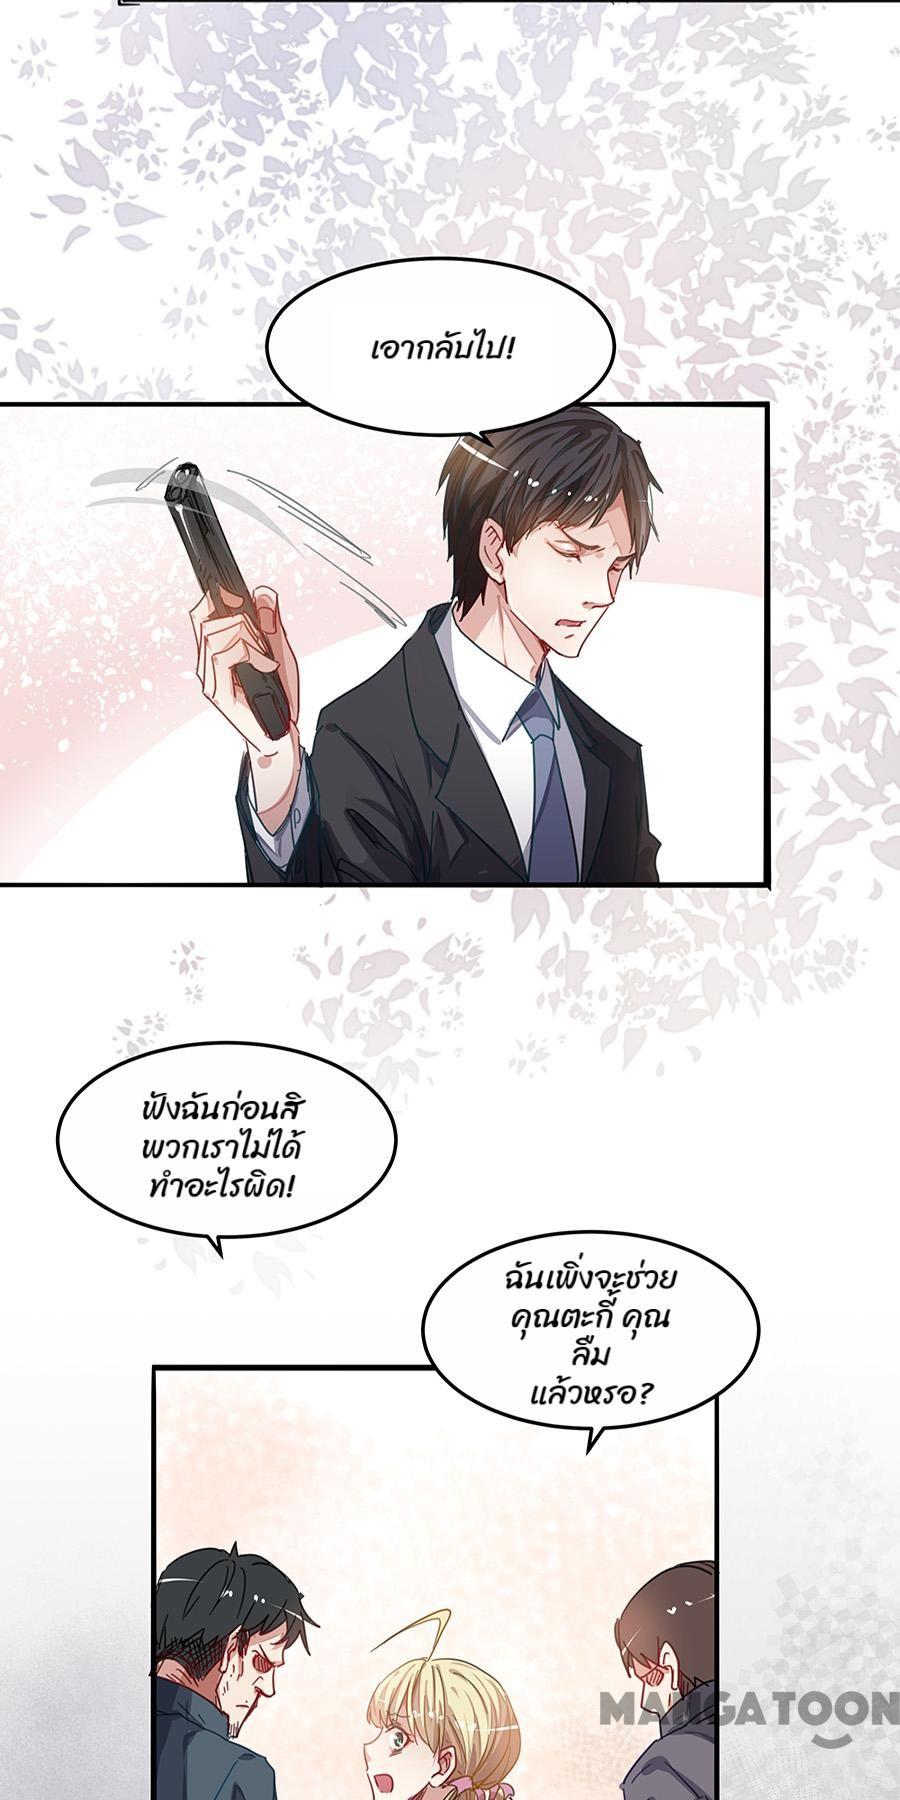 เอากลับไป!
ฟังฉันก่อนสิ
พวกเราไม่ได้
ทำอะไรผิด!
ฉันเพิ่งจะช่วย
คุณตะกี้ คุณ
ลืม
แล้วหรอ?
MANGATOON